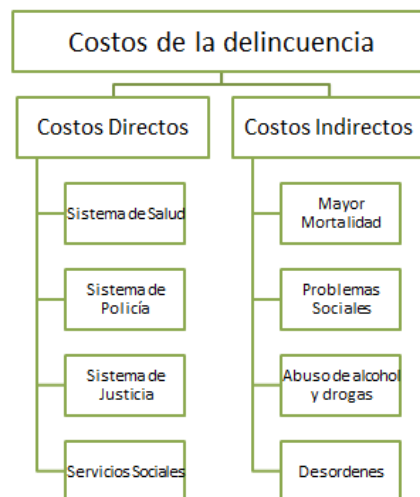 Costos de la delincuencia
Costos Directos
Sistema de Salud
Sistema de
Policía
Sistema de
Justicia
Servicios Sociales
Costos Indirectos
Mayor
Mortalidad
Problemas
Sociales
Abuso de alcohol
y drogas
Desordenes